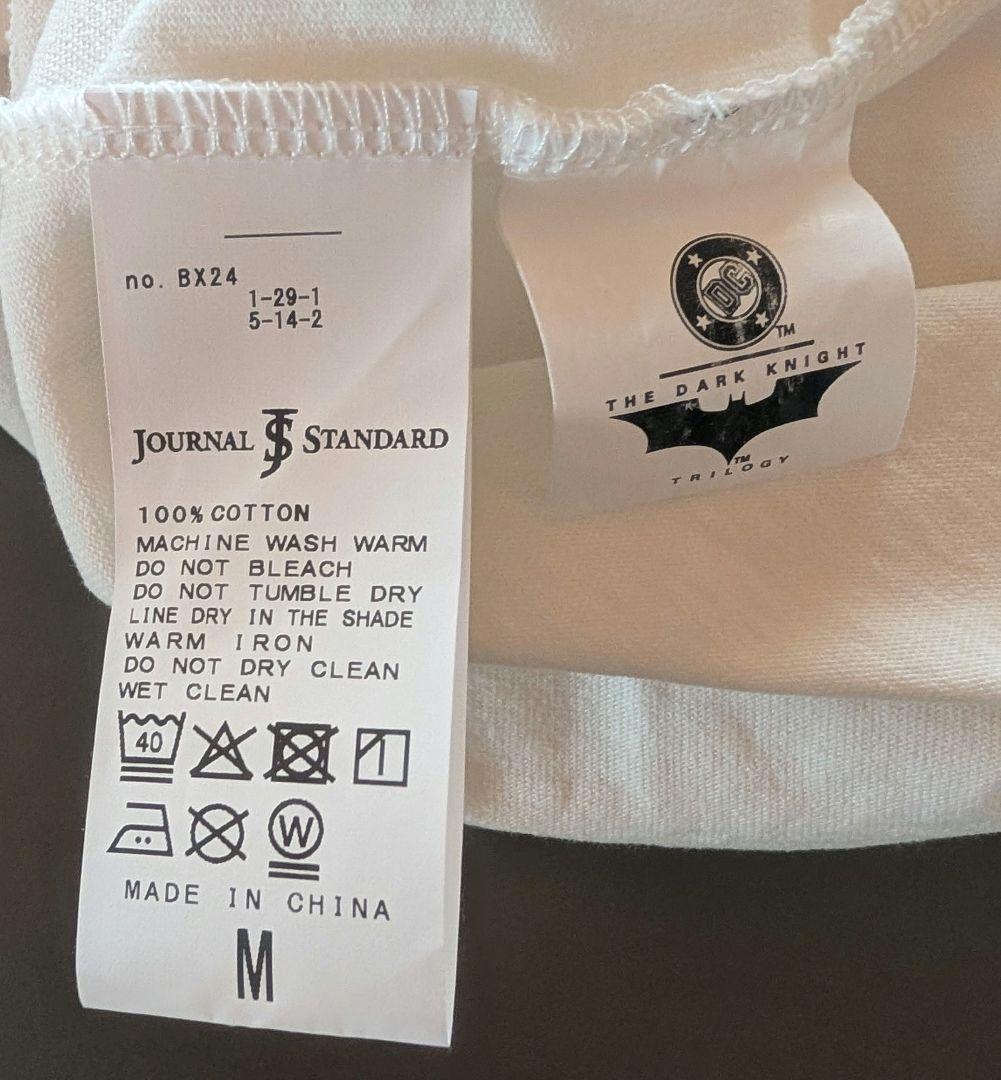 no. BX24
1-29-1
5-14-2
JOURNAL JS STANDARD
100% COTTON
MACHINE WASH WARM
DO NOT BLEACH
DO NOT TUMBLE DRY
LINE DRY IN THE SHADE
WARM IRON
DO NOT DRY CLEAN
WET CLEAN
40
W
MADE IN CHINA
M
DC
TM
THE DARK KNIGHT
TM
TRILOGY